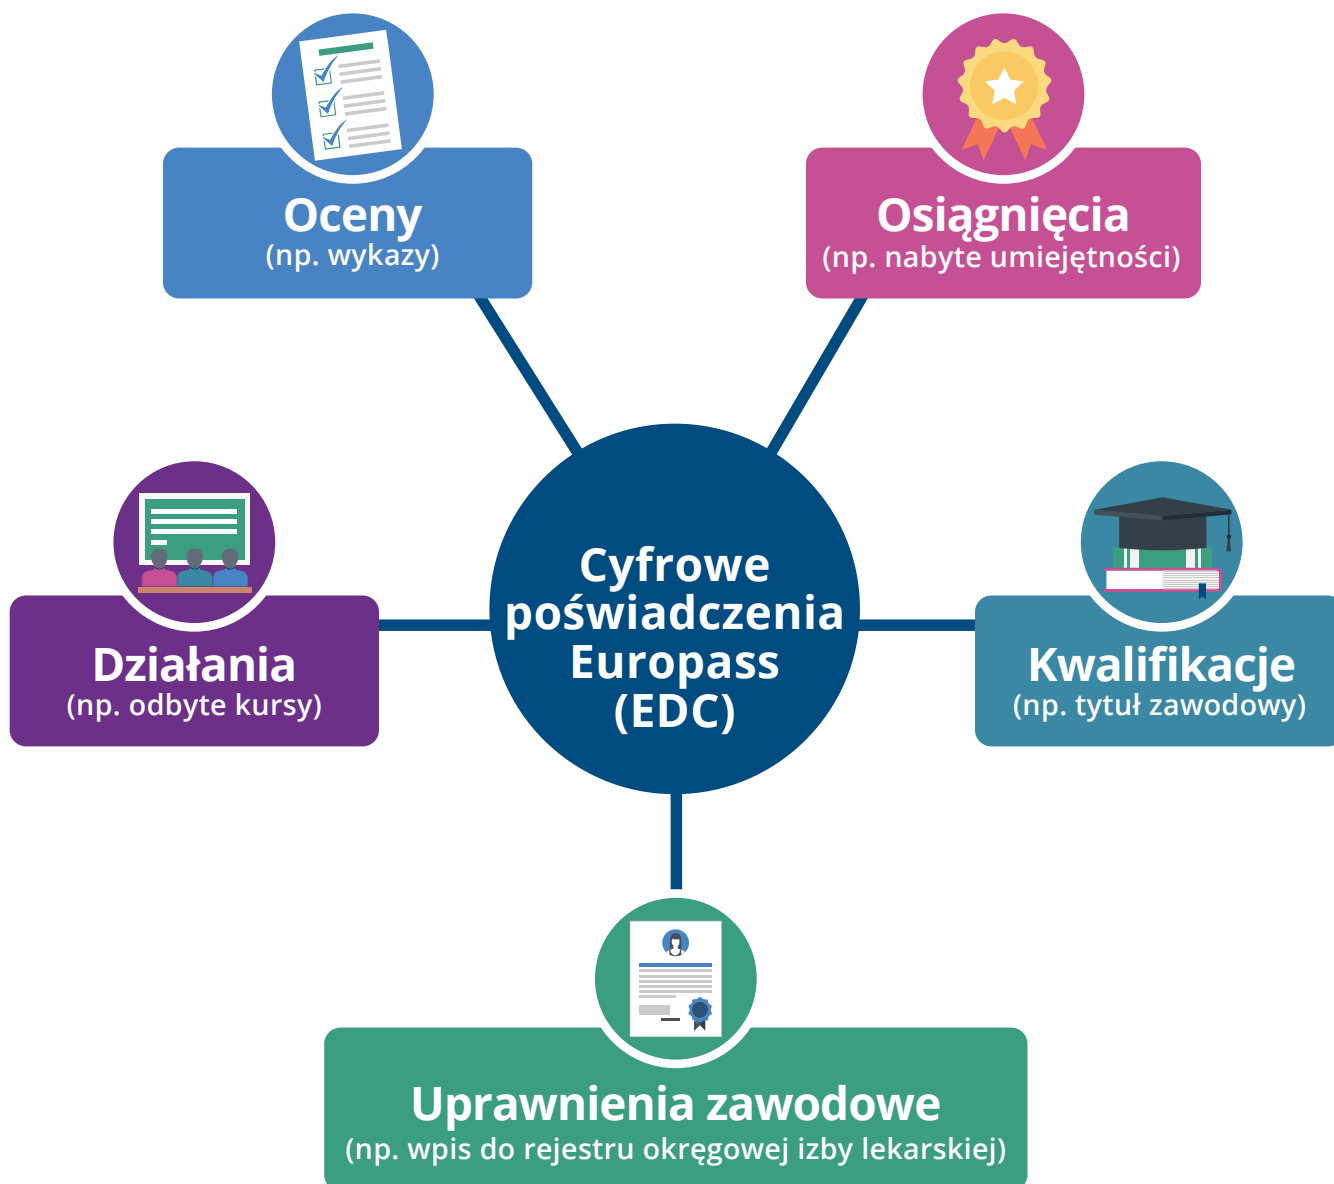 Oceny
(np. wykazy)
Osiągnięcia
(np. nabyte umiejętności)
Cyfrowe
poświadczenia
Europass
(EDC)
Działania
(np. odbyte kursy)
Kwalifikacje
(np. tytuł zawodowy)
Uprawnienia zawodowe
(np. wpis do rejestru okręgowej izby lekarskiej)